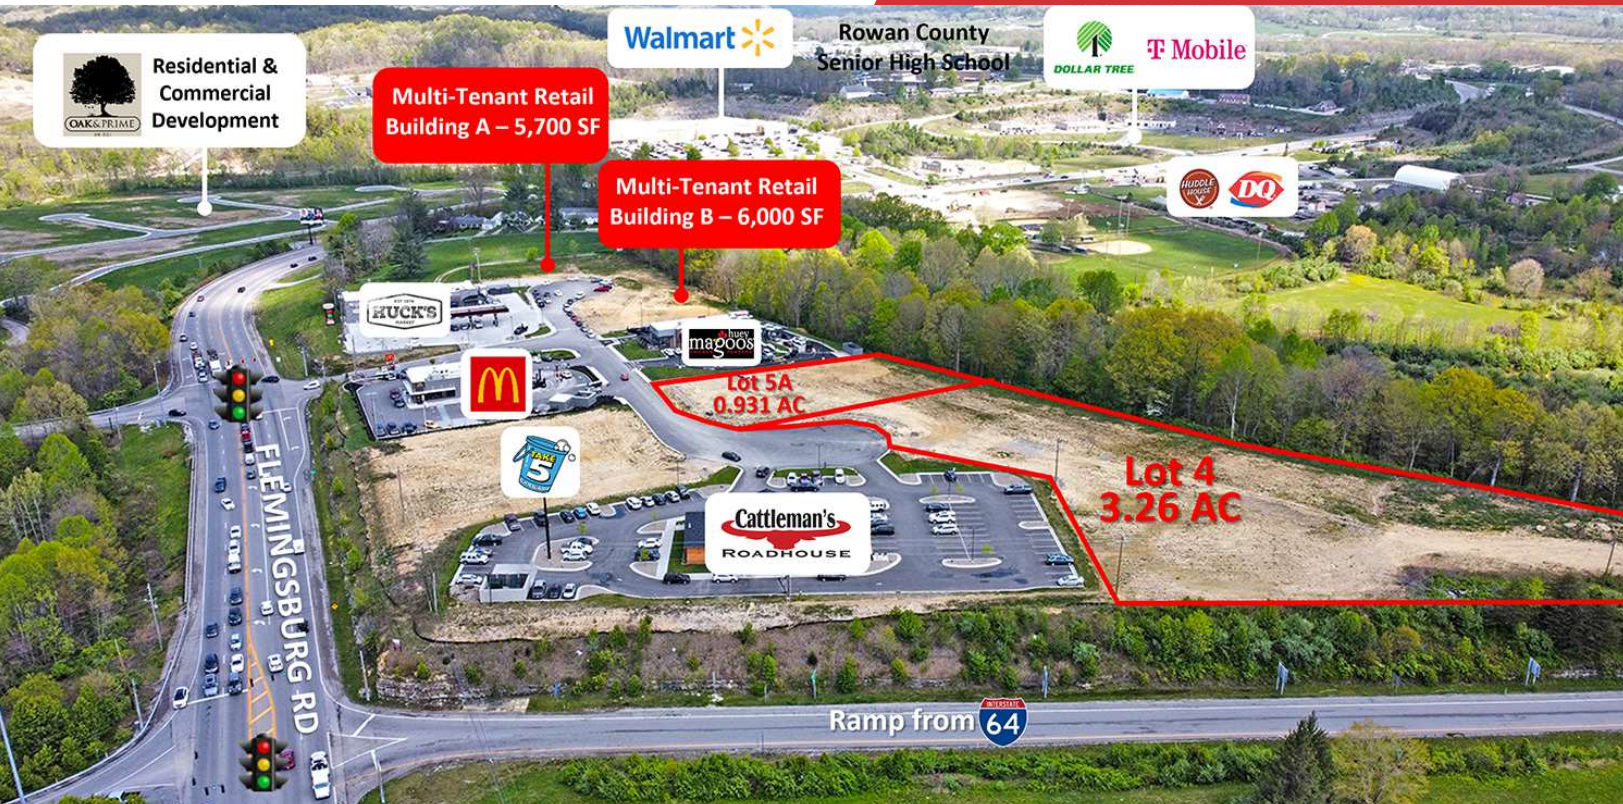 OAK & PRIME
Residential &
Commercial
Development
Multi-Tenant Retail
Building A – 5,700 SF
Walmart
Rowan County
Senior High School
DOLLAR TREE
T Mobile
Multi-Tenant Retail
Building B – 6,000 SF
HUDDLE
HOUSE
DQ
HUCK'S
MARKET
huey
magoos
Lot 5A
0.931 AC
TAKE
5
Cattleman's
ROADHOUSE
Lot 4
3.26 AC
FLEMINGSBURG RD
Ramp from
INTERSTATE
64